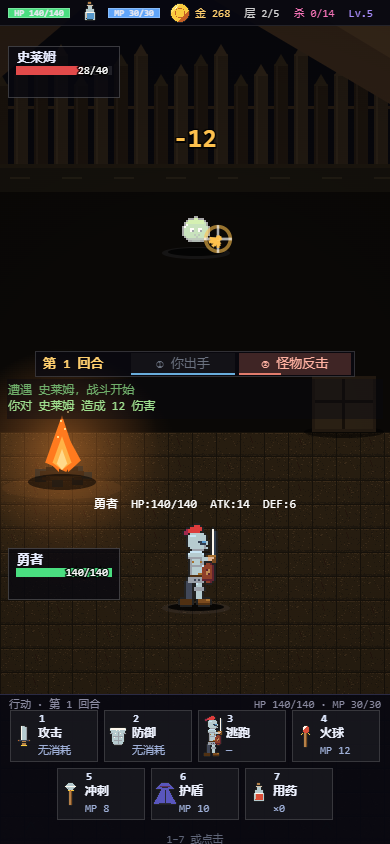 HP 140/140 MP 30/30 金 268 层 2/5 杀 0/14 Lv.5
史莱姆
28/40
-12
第 1 回合 ① 你出手 ② 怪物反击
遭遇 史莱姆, 战斗开始
你对 史莱姆 造成 12 伤害
勇者 HP:140/140 ATK:14 DEF:6
勇者
140/140
行动 · 第 1 回合 HP 140/140 · MP 30/30
1 2 3 4
攻击 防御 逃跑 火球
无消耗 无消耗 — MP 12
5 6 7
冲刺 护盾 用药
MP 8 MP 10 ×0
1-7 或点击